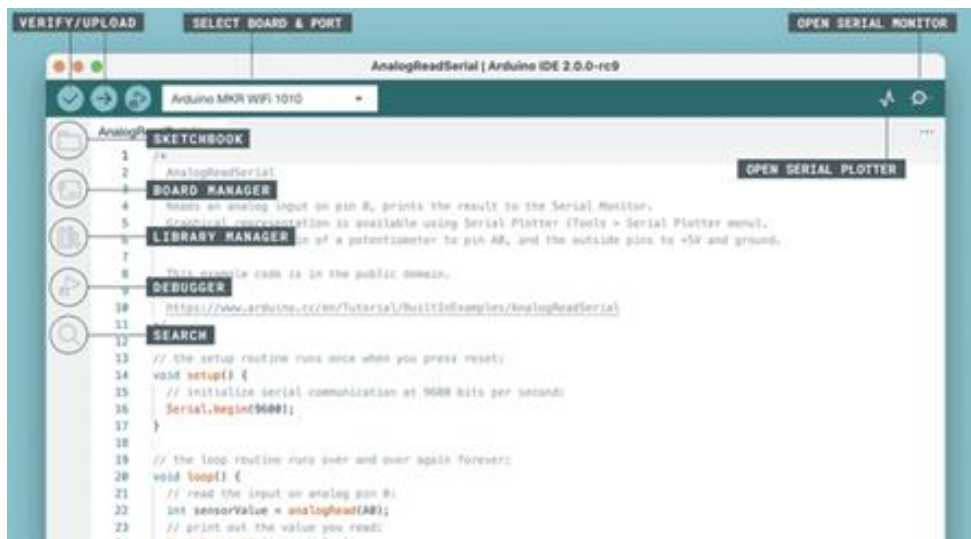 VERIFY/UPLOAD
SELECT BOARD & PORT
OPEN SERIAL MONITOR
AnalogReadSerial | Arduino IDE 2.0.0-rc9
Arduino MKR WiFi 1010
SKETCHBOOK
OPEN SERIAL PLOTTER
1 /*
2 AnalogReadSerial
BOARD MANAGER
4 Reads an analog input on pin 0, prints the result to the Serial Monitor.
5 Graphical representation is available using Serial Plotter (Tools > Serial Plotter menu).
LIBRARY MANAGER
6 of a potentiometer to pin A0, and the outside pins to +5V and ground.
7
8 This example code is in the public domain.
DEBUGGER
9
10 https://www.arduino.cc/en/Tutorial/BuiltInExamples/AnalogReadSerial
11
SEARCH
12
13 // the setup routine runs once when you press reset:
14 void setup() {
15 // initialize serial communication at 9600 bits per second:
16 Serial.begin(9600);
17 }
18
19 // the loop routine runs over and over again forever:
20 void loop() {
21 // read the input on analog pin 0:
22 int sensorValue = analogRead(A0);
23 // print out the value you read: